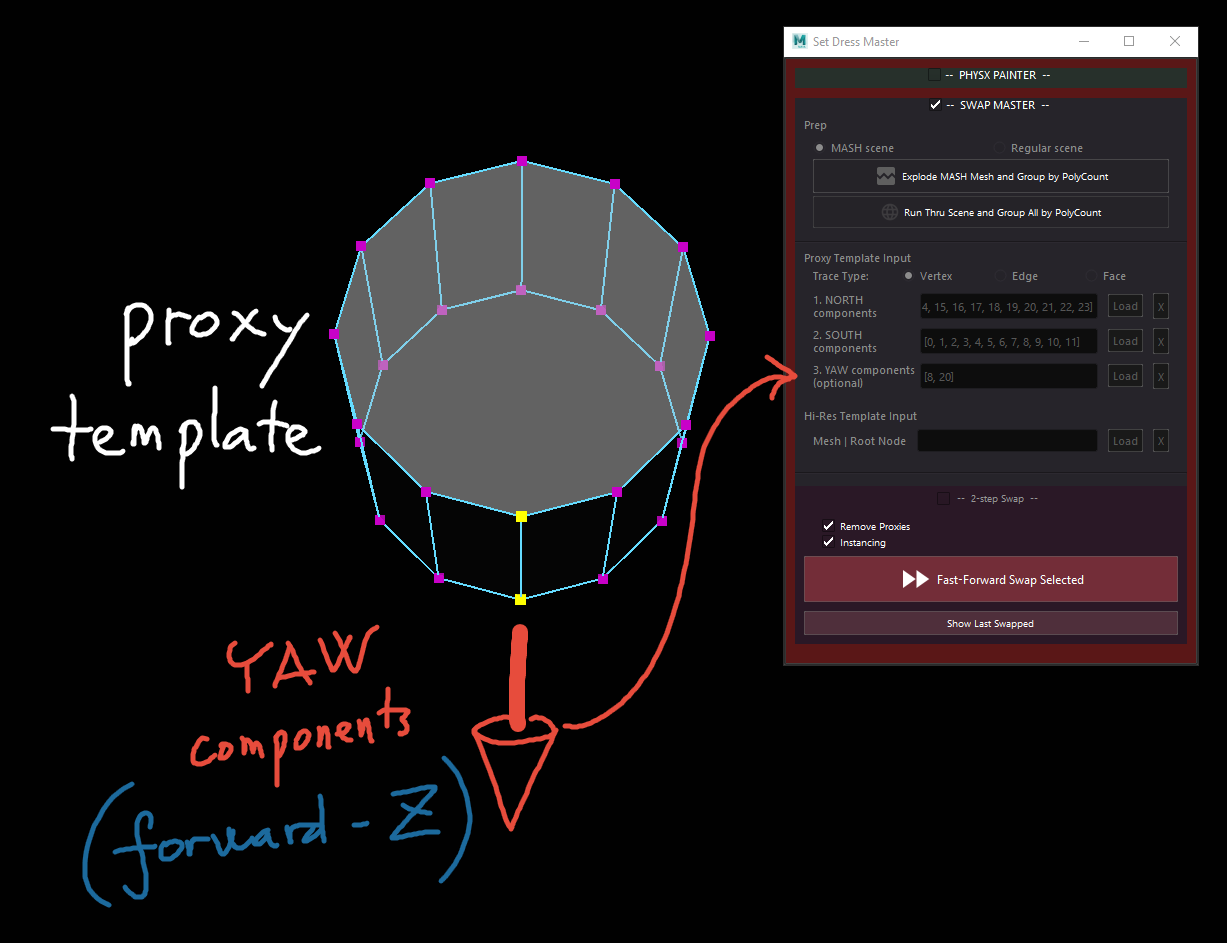 Set Dress Master
-- PHYSX PAINTER --
-- SWAP MASTER --
Prep
MASH scene
Regular scene
Explode MASH Mesh and Group by PolyCount
Run Thru Scene and Group All by PolyCount
Proxy Template Input
Trace Type: Vertex Edge Face
1. NORTH
components
4, 15, 16, 17, 18, 19, 20, 21, 22, 23] Load X
2. SOUTH
components
[0, 1, 2, 3, 4, 5, 6, 7, 8, 9, 10, 11] Load X
3. YAW components
(optional)
[8, 20] Load X
Hi-Res Template Input
Mesh | Root Node Load X
-- 2-step Swap --
Remove Proxies
Instancing
Fast-Forward Swap Selected
Show Last Swapped
proxy
template
YAW
components
(forward-Z)